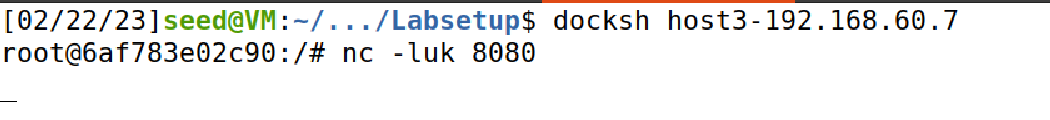 [02/22/23]seed@VM:~/.../Labsetup$ docksh host3-192.168.60.7
root@6af783e02c90:/# nc -luk 8080